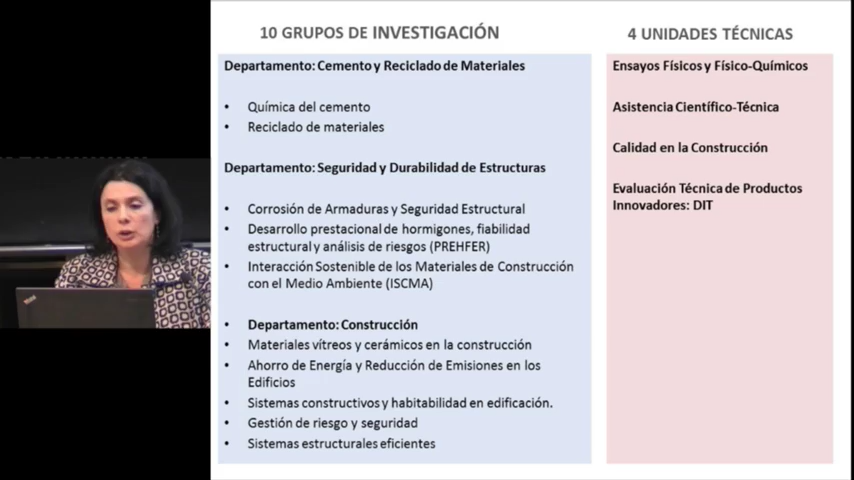 10 GRUPOS DE INVESTIGACIÓN
Departamento: Cemento y Reciclado de Materiales
• Química del cemento
• Reciclado de materiales
Departamento: Seguridad y Durabilidad de Estructuras
• Corrosión de Armaduras y Seguridad Estructural
• Desarrollo prestacional de hormigones, fiabilidad
estructural y análisis de riesgos (PREHFER)
• Interacción Sostenible de los Materiales de Construcción
con el Medio Ambiente (ISCMA)
• Departamento: Construcción
• Materiales vítreos y cerámicos en la construcción
• Ahorro de Energía y Reducción de Emisiones en los
Edificios
• Sistemas constructivos y habitabilidad en edificación.
• Gestión de riesgo y seguridad
• Sistemas estructurales eficientes
4 UNIDADES TÉCNICAS
Ensayos Físicos y Físico-Químicos
Asistencia Científico-Técnica
Calidad en la Construcción
Evaluación Técnica de Productos
Innovadores: DIT